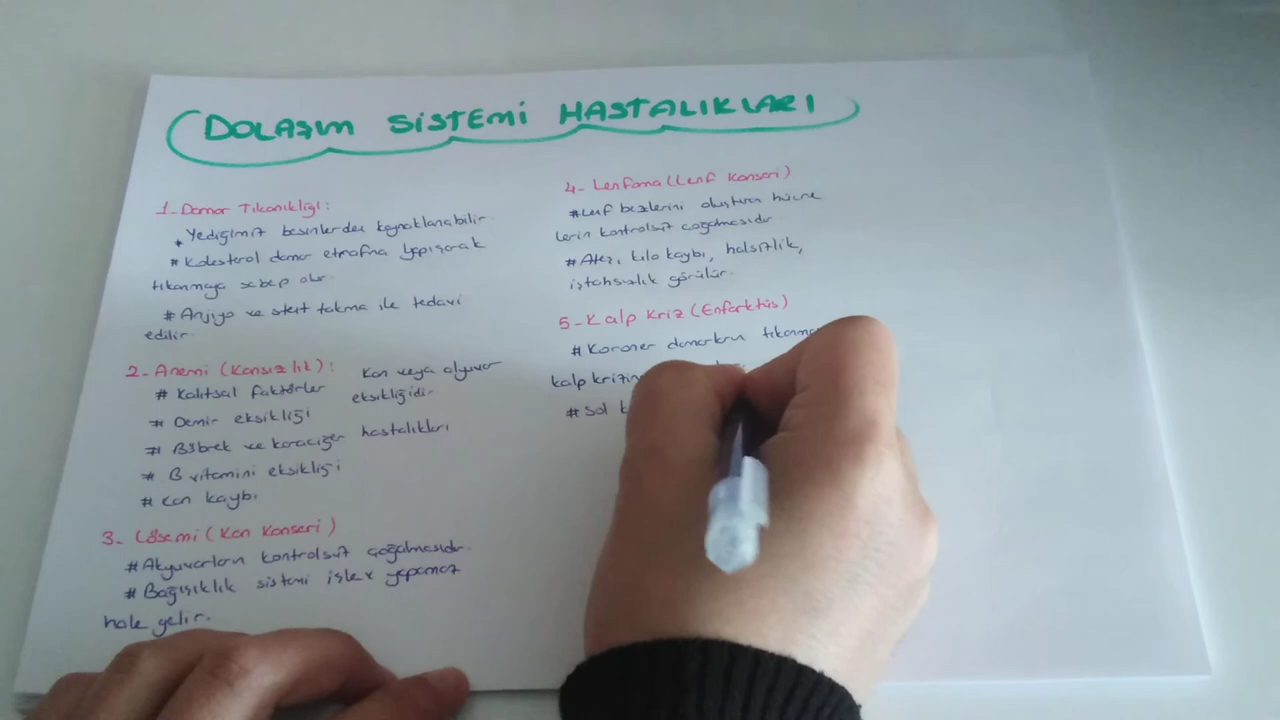 DOLAŞIM SİSTEMİ HASTALIKLARI
1- Damar Tıkanıklığı:
# Yediğimiz besinlerden kaynaklanabilir.
# Kolesterol damar etrafına yapışarak
tıkanmaya sebep olur.
# Anjiyo ve stent takma ile tedavi
edilir.
2- Anemi (Kansızlık): Kan veya alyuvar
eksikliğidir.
# Kalıtsal faktörler
# Demir eksikliği
# Böbrek ve karaciğer hastalıkları
# B vitamini eksikliği
# Kan kaybı
3- Lösemi (Kan Kanseri)
# Akyuvarların kontrolsüz çoğalmasıdır.
# Bağışıklık sistemi işlev yapamaz
hale gelir.
4- Lenfoma (Lenf Kanseri)
# Lenf bezlerini oluşturan hücre
lerin kontrolsüz çoğalmasıdır
# Ateş, kilo kaybı, halsizlik,
iştahsızlık görülür.
5- Kalp Kriz (Enfarktüs)
# Koroner damarların
kalp
# Sol